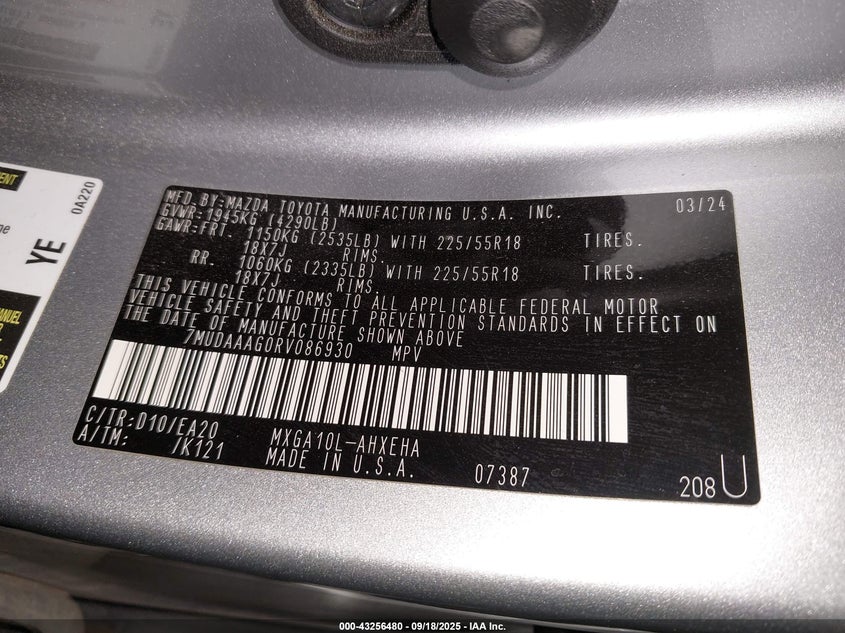 MFD.BY:MAZDA TOYOTA MANUFACTURING U.S.A. INC. 03/24
GVWR:1945KG (4290LB)
GAWR:FRT. 1150KG (2535LB) WITH 225/55R18 TIRES.
18X7J RIMS.
RR. 1060KG (2335LB) WITH 225/55R18 TIRES.
18X7J RIMS.
THIS VEHICLE CONFORMS TO ALL APPLICABLE FEDERAL MOTOR
VEHICLE SAFETY AND THEFT PREVENTION STANDARDS IN EFFECT ON
THE DATE OF MANUFACTURE SHOWN ABOVE
7MUDAAAG0RV086930 MPV
C/TR:D10/EA20 MXGA10L-AHXEHA
A/TM: /K121 MADE IN U.S.A. 07387 208 U
0A220
YE
000-43256480 - 09/18/2025 - IAA Inc.